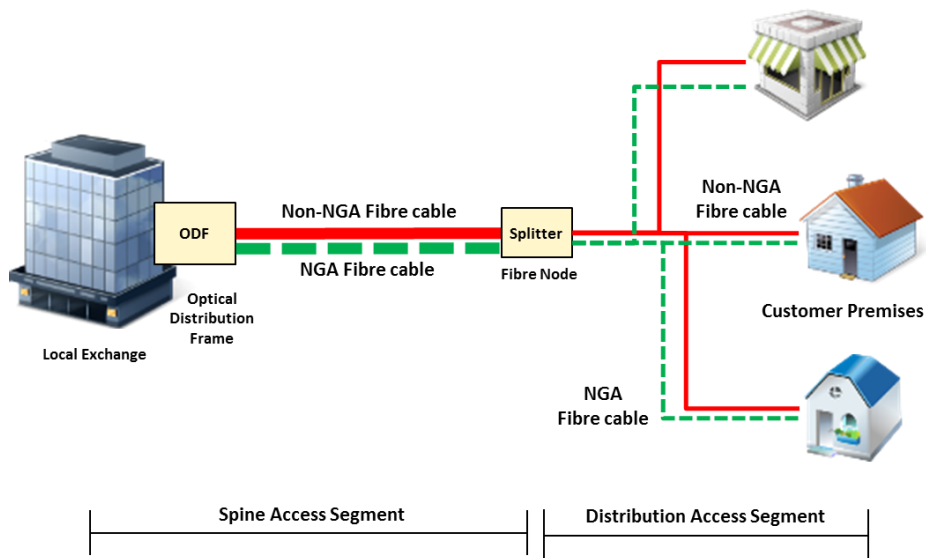 Non-NGA
Fibre cable
Non-NGA Fibre cable
ODF
Splitter
NGA Fibre cable
Fibre Node
Optical
Distribution
Frame
Local Exchange
Customer Premises
NGA
Fibre cable
Spine Access Segment
Distribution Access Segment